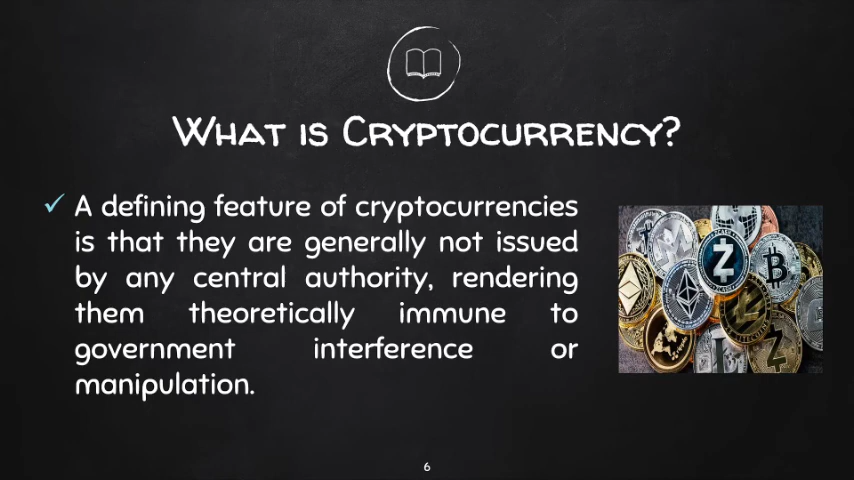 What is Cryptocurrency?
✓ A defining feature of cryptocurrencies
is that they are generally not issued
by any central authority, rendering
them theoretically immune to
government interference or
manipulation.
6